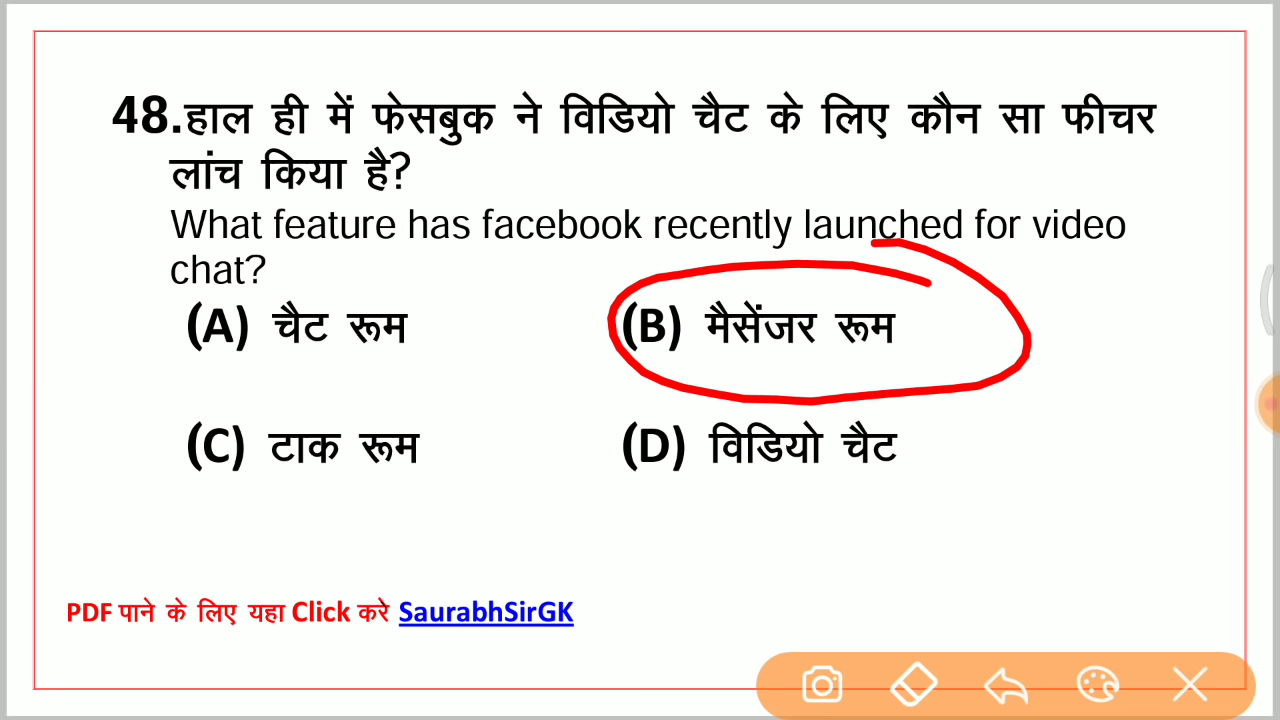 48.हाल ही में फेसबुक ने विडियो चैट के लिए कौन सा फीचर
लांच किया है?
What feature has facebook recently launched for video
chat?
(A) चैट रूम (B) मैसेंजर रूम
(C) टाक रूम (D) विडियो चैट
PDF पाने के लिए यहा Click करे SaurabhSirGK